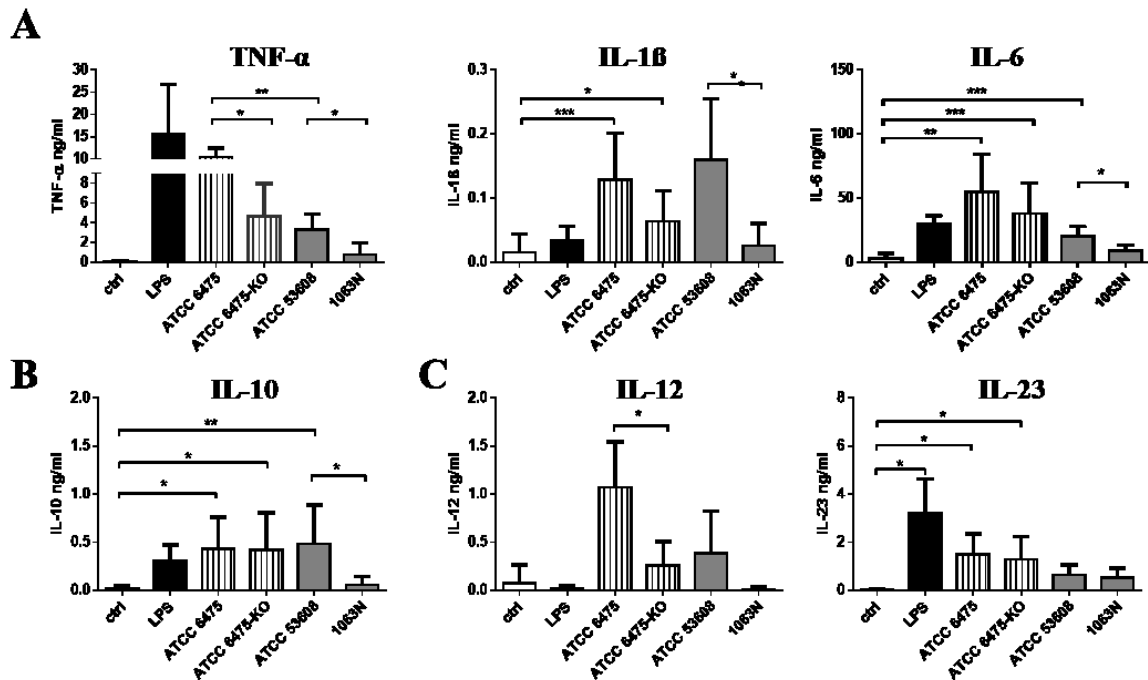 A
TNF-α
TNF-α ng/ml
30
25
20
15
10
8
6
4
2
0
**
*
*
ctrl
LPS
ATCC 6475
ATCC 6475-KO
ATCC 53608
1063N
IL-1ß
IL-1ß ng/ml
0.3
0.2
0.1
0.0
*
***
*
*
ctrl
LPS
ATCC 6475
ATCC 6475-KO
ATCC 53608
1063N
IL-6
IL-6 ng/ml
150
100
50
0
***
***
**
*
ctrl
LPS
ATCC 6475
ATCC 6475-KO
ATCC 53608
1063N
B
IL-10
IL-10 ng/ml
2.0
1.5
1.0
0.5
0.0
**
*
*
*
ctrl
LPS
ATCC 6475
ATCC 6475-KO
ATCC 53608
1063N
C
IL-12
IL-12 ng/ml
2.0
1.5
1.0
0.5
0.0
*
ctrl
LPS
ATCC 6475
ATCC 6475-KO
ATCC 53608
1063N
IL-23
IL-23 ng/ml
8
6
4
2
0
*
*
*
ctrl
LPS
ATCC 6475
ATCC 6475-KO
ATCC 53608
1063N